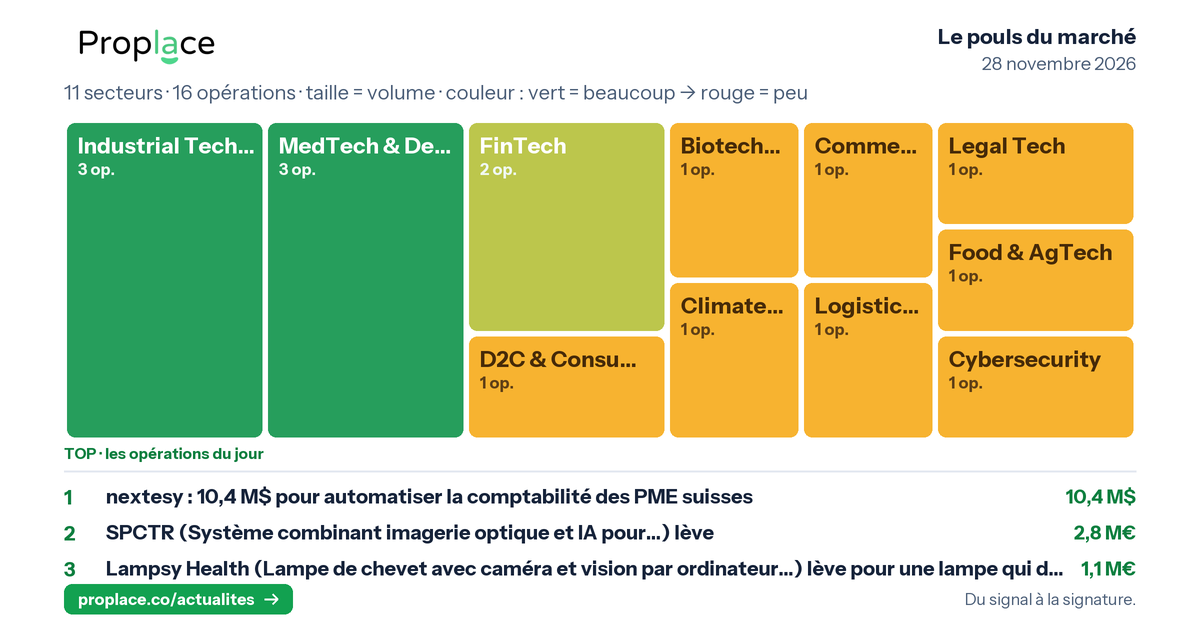 Proplace
Le pouls du marché
28 novembre 2026
11 secteurs · 16 opérations · taille = volume · couleur : vert = beaucoup → rouge = peu
Industrial Tech...
3 op.
MedTech & De...
3 op.
FinTech
2 op.
D2C & Consu...
1 op.
Biotech...
1 op.
Climate...
1 op.
Comme...
1 op.
Logistic...
1 op.
Legal Tech
1 op.
Food & AgTech
1 op.
Cybersecurity
1 op.
TOP · les opérations du jour
1 nextesy : 10,4 M$ pour automatiser la comptabilité des PME suisses 10,4 M$
2 SPCTR (Système combinant imagerie optique et IA pour...) lève 2,8 M€
3 Lampsy Health (Lampe de chevet avec caméra et vision par ordinateur...) lève pour une lampe qui d... 1,1 M€
proplace.co/actualites →
Du signal à la signature.